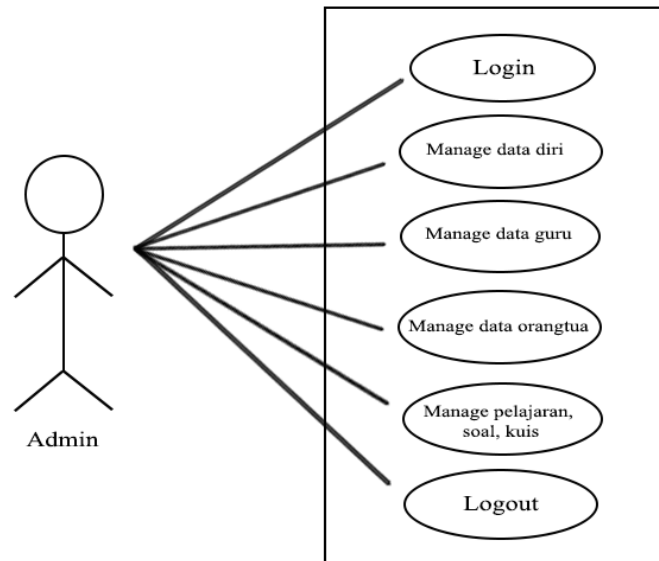 Login
Manage data diri
Manage data guru
Manage data orangtua
Manage pelajaran,
soal, kuis
Logout
Admin